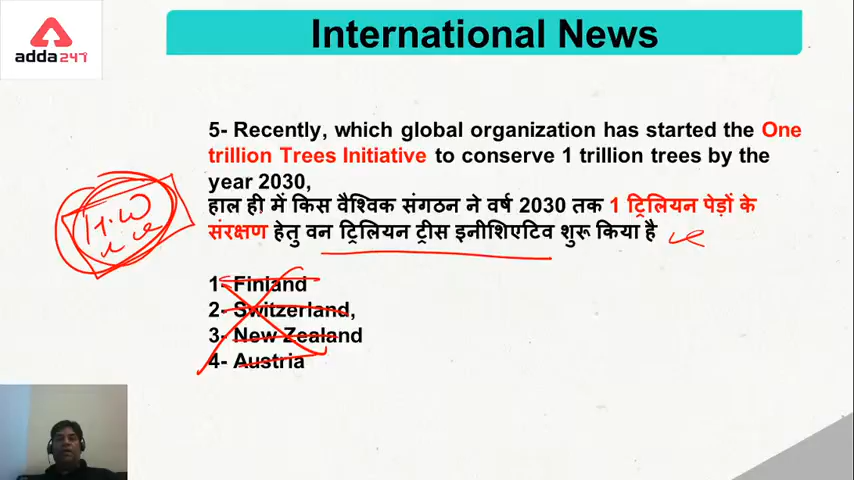 International News
adda247
5- Recently, which global organization has started the One
trillion Trees Initiative to conserve 1 trillion trees by the
year 2030,
हाल ही में किस वैश्विक संगठन ने वर्ष 2030 तक 1 ट्रिलियन पेड़ों के
संरक्षण हेतु वन ट्रिलियन ट्रीस इनीशिएटिव शुरू किया है
H.W
1- Finland
2- Switzerland,
3- New Zealand
4- Austria